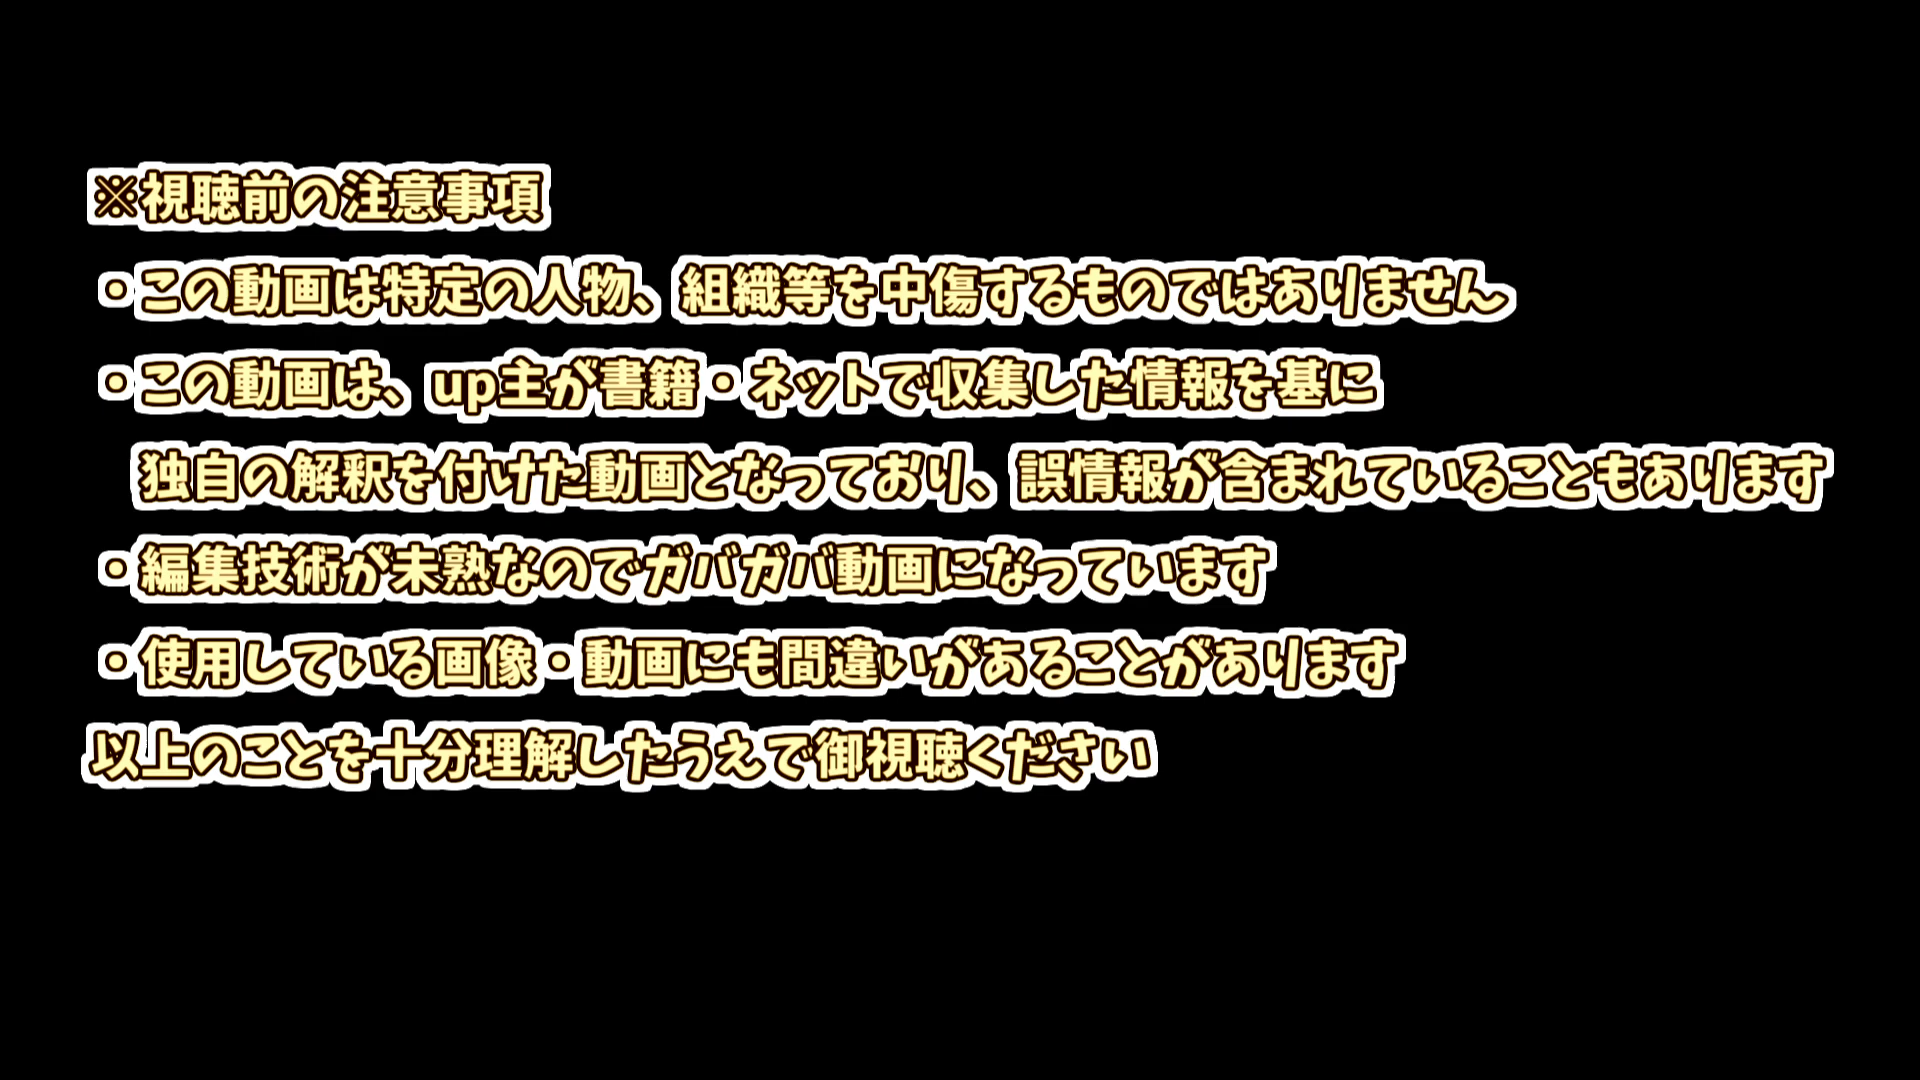 ※視聴前の注意事項
・この動画は特定の人物、組織等を中傷するものではありません
・この動画は、up主が書籍・ネットで収集した情報を基に
　独自の解釈を付けた動画となっており、誤情報が含まれていることもあります
・編集技術が未熟なのでガバガバ動画になっています
・使用している画像・動画にも間違いがあることがあります
以上のことを十分理解したうえで御視聴ください